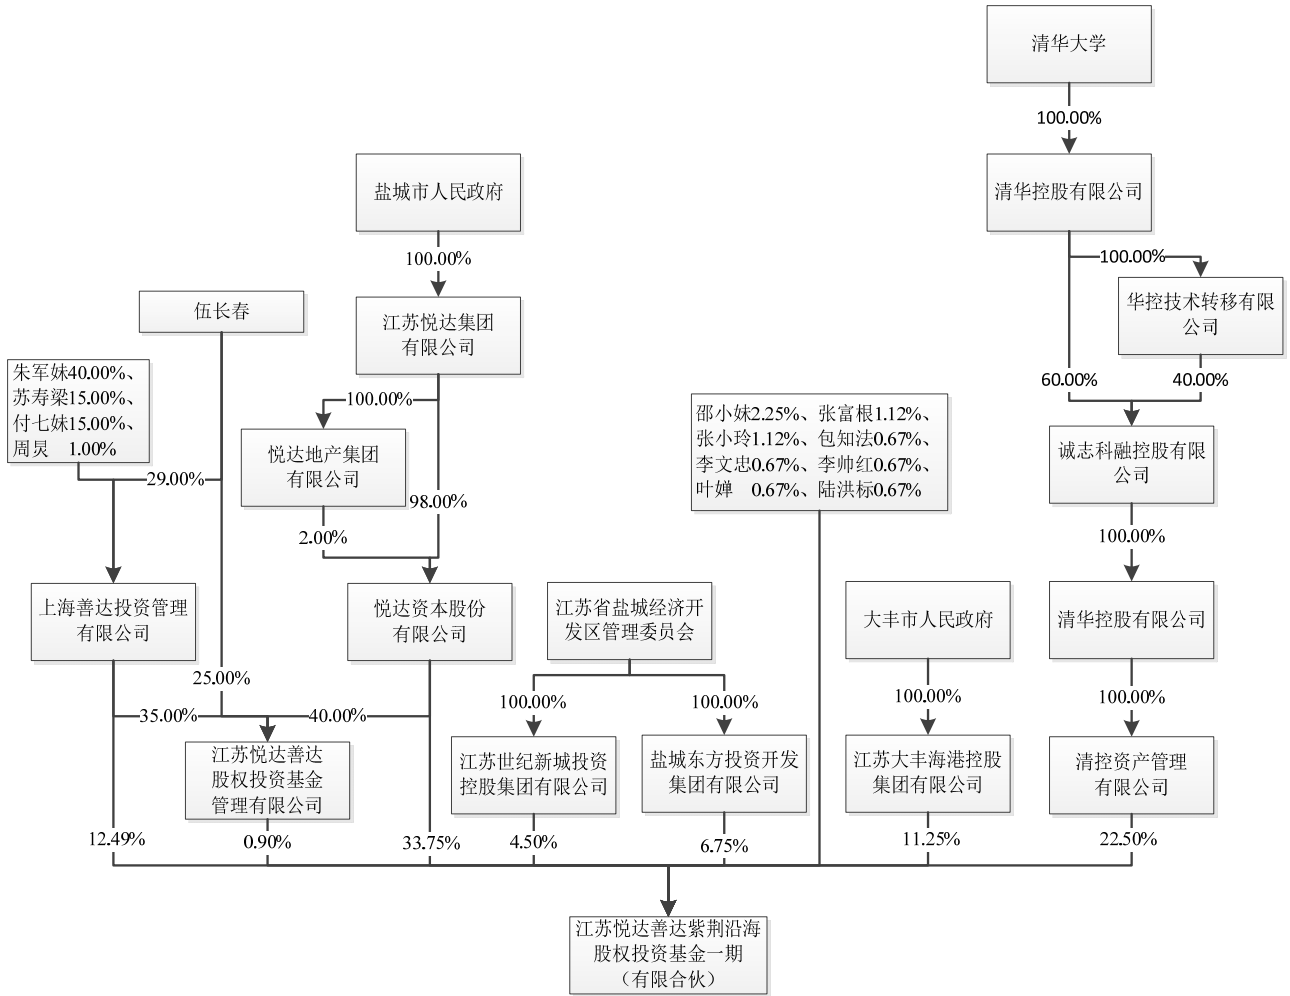 清华大学
100.00%
清华控股有限公司
100.00%
华控技术转移有限
公司
60.00%
40.00%
诚志科融控股有限
公司
100.00%
清华控股有限公司
100.00%
清控资产管理
有限公司
22.50%
盐城市人民政府
100.00%
江苏悦达集团
有限公司
100.00%
悦达地产集团
有限公司
98.00%
2.00%
悦达资本股份
有限公司
伍长春
朱军妹40.00%、
苏寿梁15.00%、
付七妹15.00%、
周炅 1.00%
29.00%
上海善达投资管理
有限公司
25.00%
35.00%
40.00%
江苏悦达善达
股权投资基金
管理有限公司
12.49%
0.90%
33.75%
邵小妹2.25%、张富根1.12%、
张小玲1.12%、包知法0.67%、
李文忠0.67%、李帅红0.67%、
叶婵 0.67%、陆洪标0.67%
江苏省盐城经济开
发区管理委员会
100.00%
100.00%
江苏世纪新城投资
控股集团有限公司
盐城东方投资开发
集团有限公司
4.50%
6.75%
大丰市人民政府
100.00%
江苏大丰海港控股
集团有限公司
11.25%
江苏悦达善达紫荆沿海
股权投资基金一期
（有限合伙）